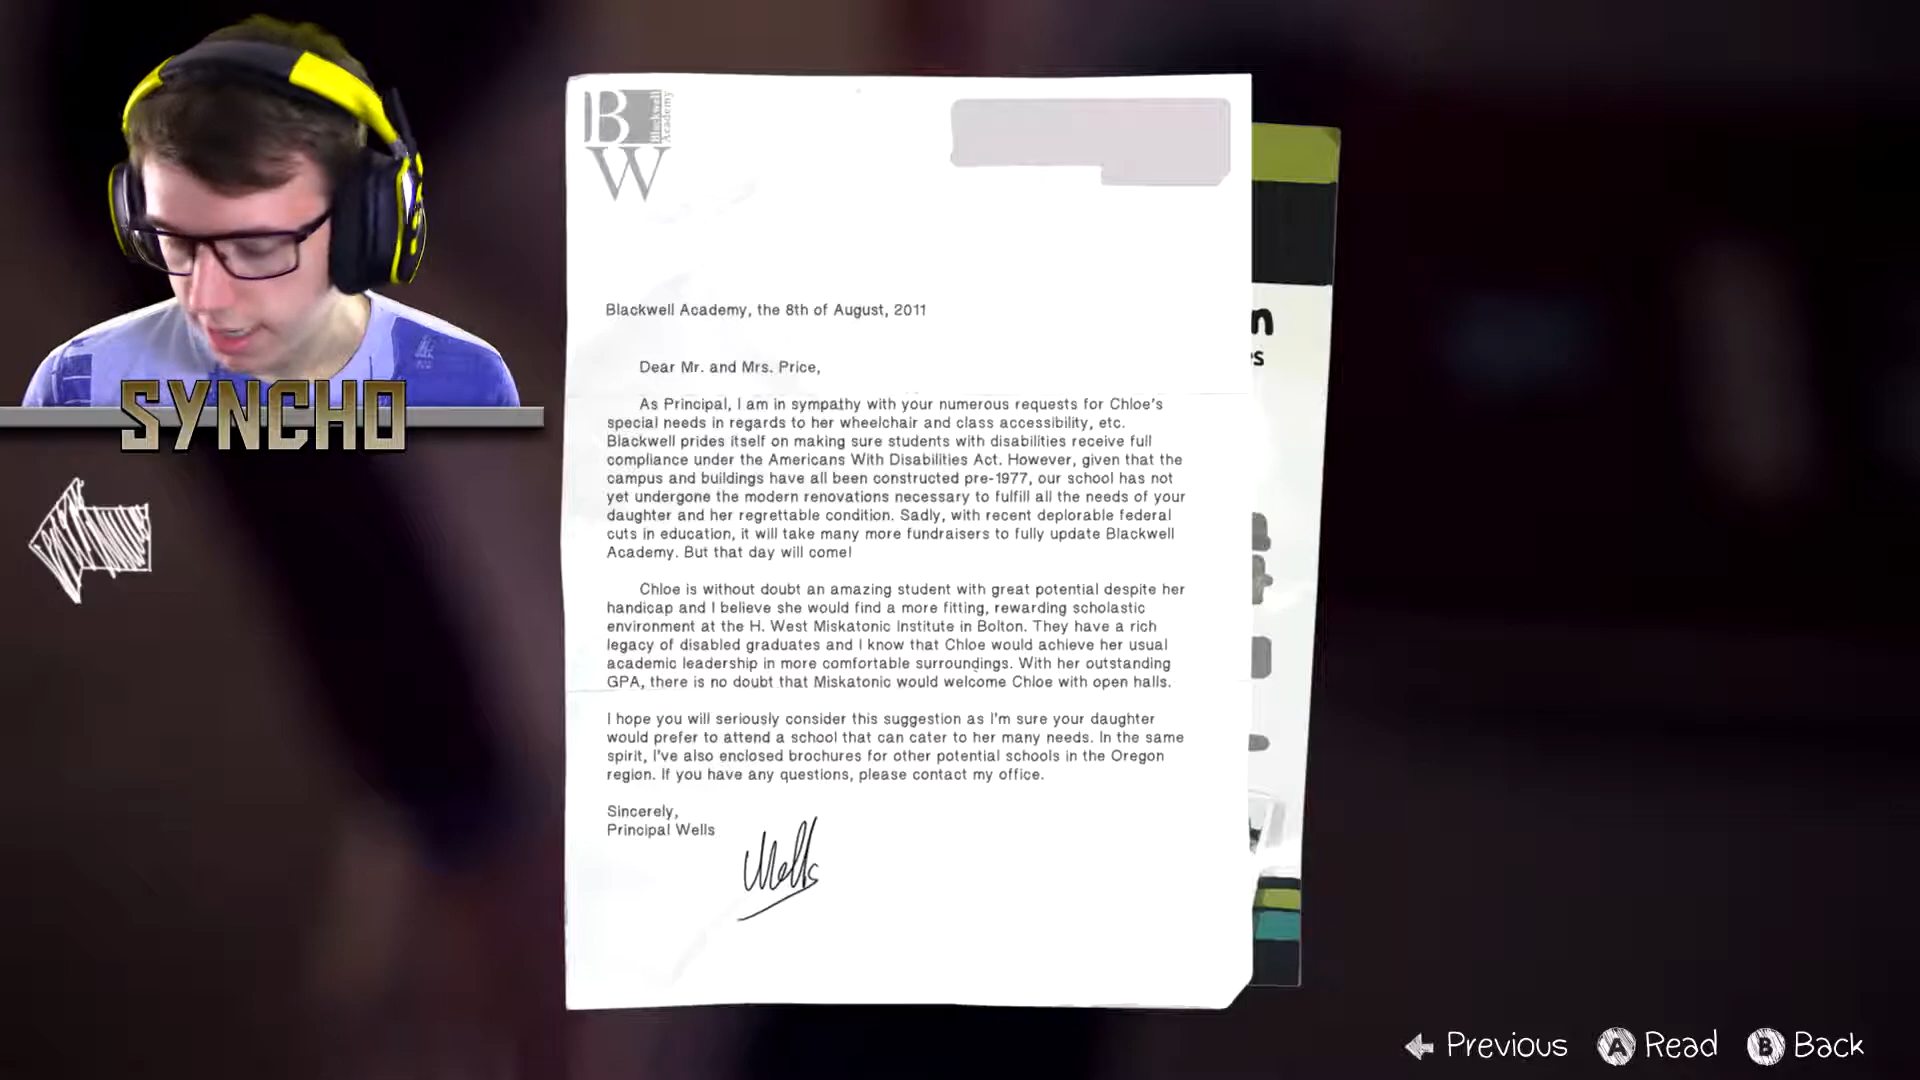 SYNCHO
B
W
Blackwell
Academy
Blackwell Academy, the 8th of August, 2011
Dear Mr. and Mrs. Price,
As Principal, I am in sympathy with your numerous requests for Chloe's
special needs in regards to her wheelchair and class accessibility, etc.
Blackwell prides itself on making sure students with disabilities receive full
compliance under the Americans With Disabilities Act. However, given that the
campus and buildings have all been constructed pre-1977, our school has not
yet undergone the modern renovations necessary to fulfill all the needs of your
daughter and her regrettable condition. Sadly, with recent deplorable federal
cuts in education, it will take many more fundraisers to fully update Blackwell
Academy. But that day will come!
Chloe is without doubt an amazing student with great potential despite her
handicap and I believe she would find a more fitting, rewarding scholastic
environment at the H. West Miskatonic Institute in Bolton. They have a rich
legacy of disabled graduates and I know that Chloe would achieve her usual
academic leadership in more comfortable surroundings. With her outstanding
GPA, there is no doubt that Miskatonic would welcome Chloe with open halls.
I hope you will seriously consider this suggestion as I'm sure your daughter
would prefer to attend a school that can cater to her many needs. In the same
spirit, I've also enclosed brochures for other potential schools in the Oregon
region. If you have any questions, please contact my office.
Sincerely,
Principal Wells
Wells
n
es
Previous A Read B Back